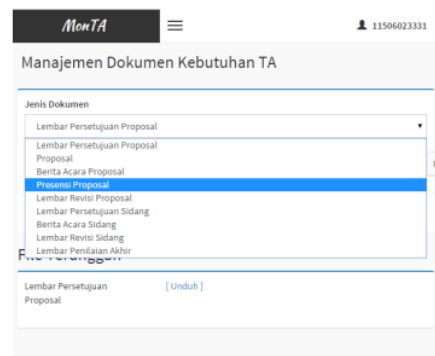 MonTA
11506023331
Manajemen Dokumen Kebutuhan TA
Jenis Dokumen
Lembar Persetujuan Proposal
Lembar Persetujuan Proposal
Proposal
Berita Acara Proposal
Presensi Proposal
Lembar Revisi Proposal
Lembar Persetujuan Sidang
Berita Acara Sidang
Lembar Revisi Sidang
Lembar Penilaian Akhir
Lembar Persetujuan [ Unduh ]
Proposal